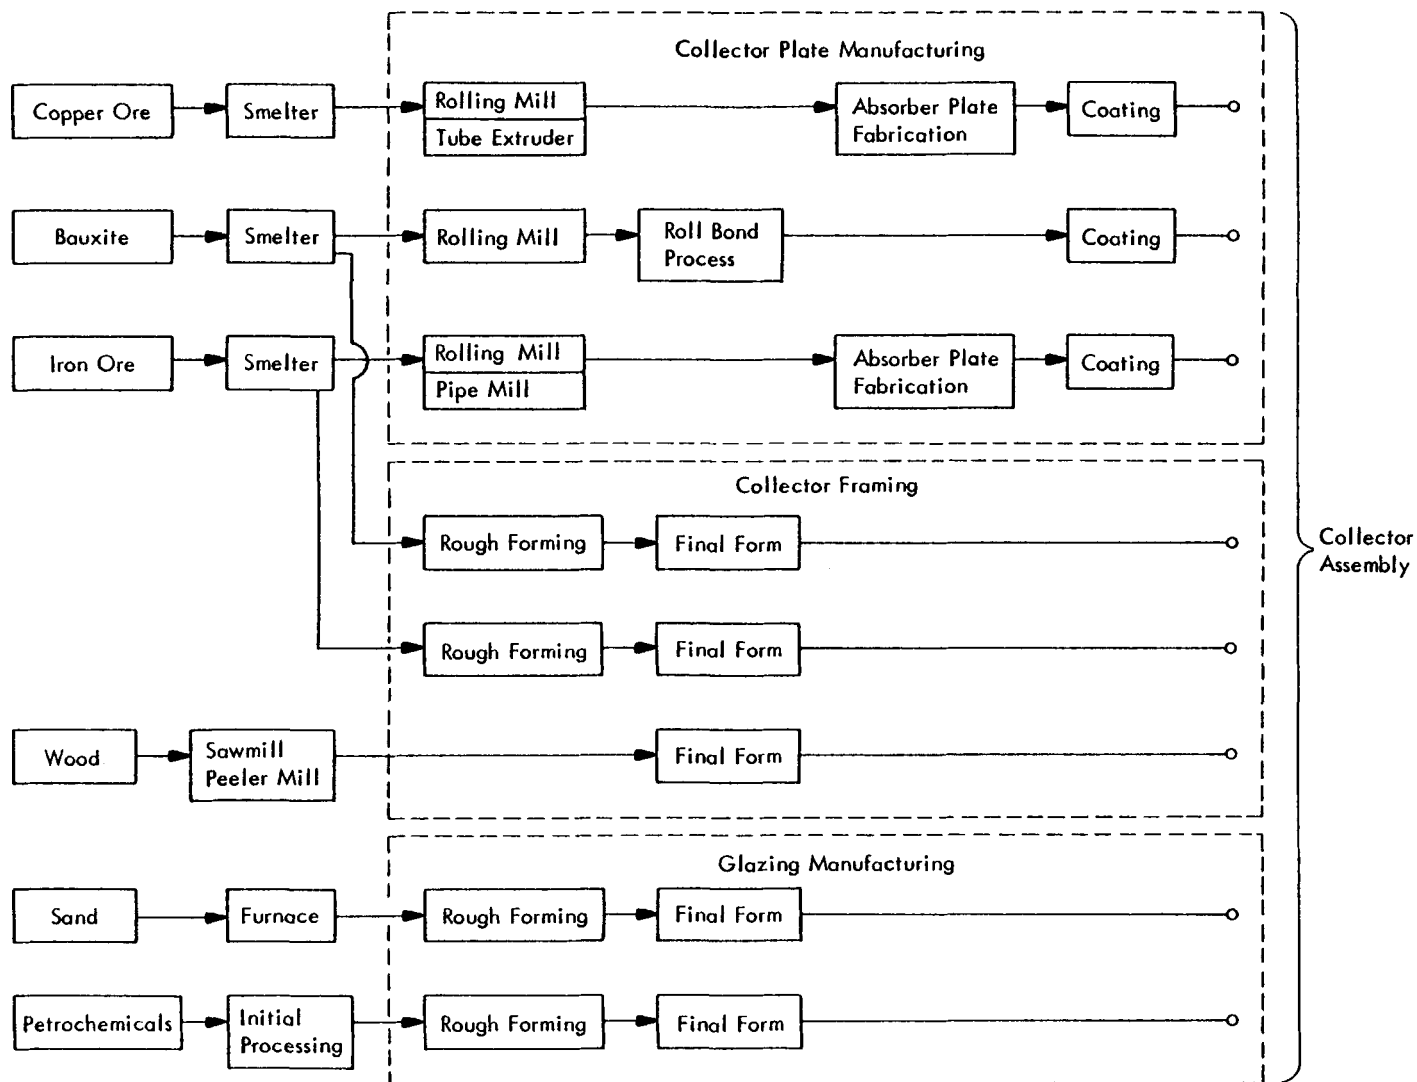 Collector Plate Manufacturing
Copper Ore
Smelter
Rolling Mill
Tube Extruder
Absorber Plate
Fabrication
Coating
Bauxite
Smelter
Rolling Mill
Roll Bond
Process
Coating
Iron Ore
Smelter
Rolling Mill
Pipe Mill
Absorber Plate
Fabrication
Coating
Collector Framing
Rough Forming
Final Form
Collector
Assembly
Rough Forming
Final Form
Wood
Sawmill
Peeler Mill
Final Form
Glazing Manufacturing
Sand
Furnace
Rough Forming
Final Form
Petrochemicals
Initial
Processing
Rough Forming
Final Form